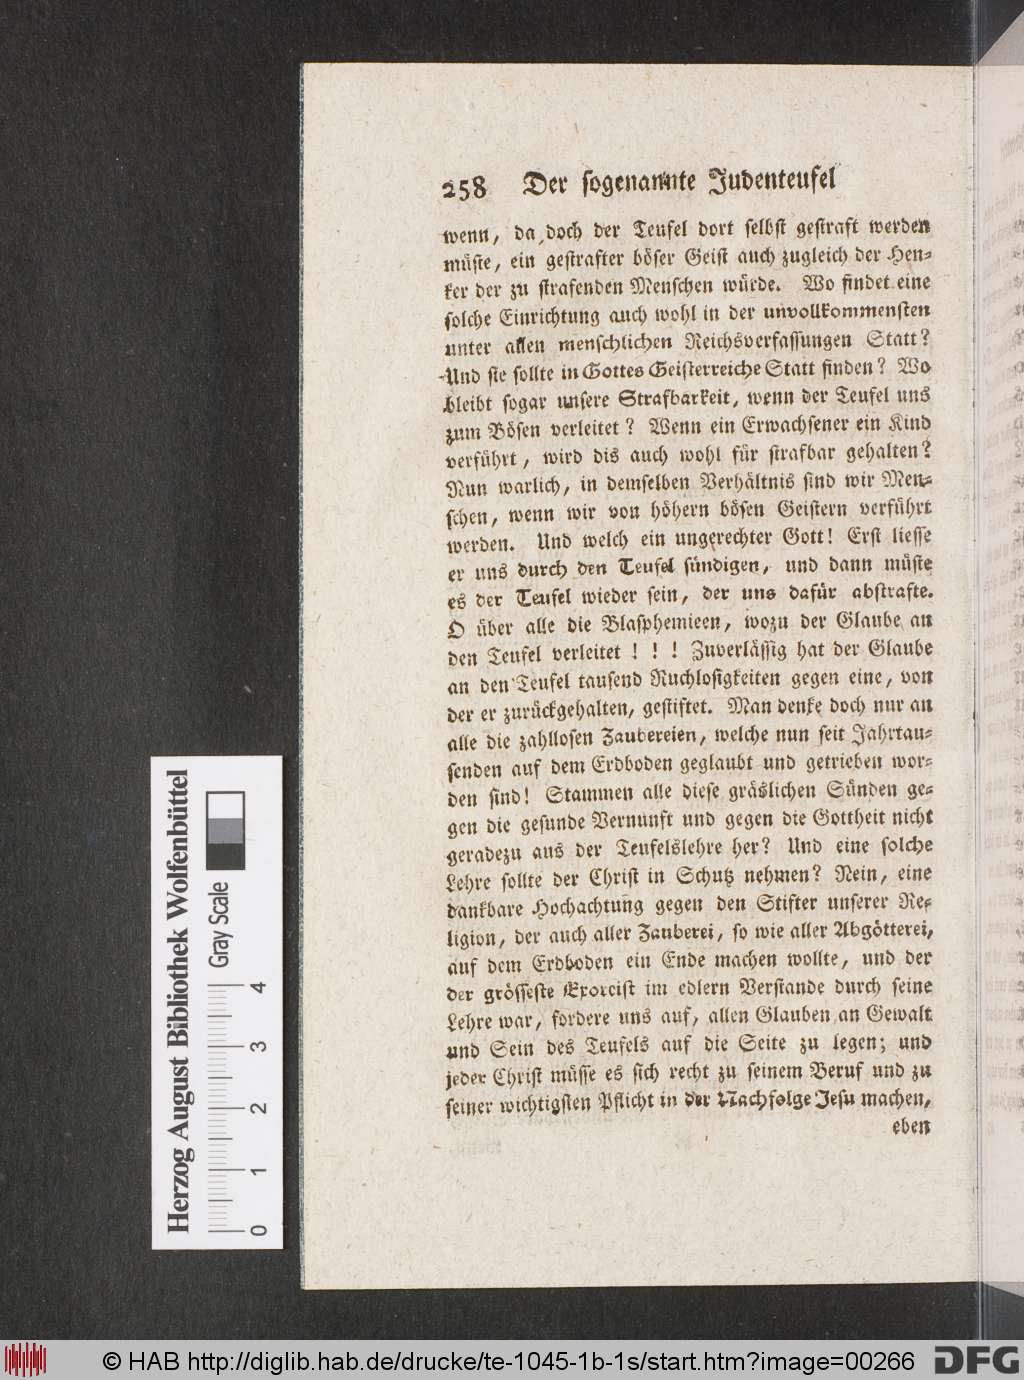 258 Der sogenannte Judenteufel
wenn, da doch der Teufel dort selbst gestraft werden
müste, ein gestrafter böser Geist auch zugleich der Hen-
ker der zu strafenden Menschen würde. Wo findet eine
solche Einrichtung auch wohl in der unvollkommensten
unter allen menschlichen Reichsverfassungen Statt?
Und sie sollte in Gottes Geisterreiche Statt finden? Wo
bleibt sogar unsere Strafbarkeit, wenn der Teufel uns
zum Bösen verleitet? Wenn ein Erwachsener ein Kind
verführt, wird dis auch wohl für strafbar gehalten?
Nun warlich, in demselben Verhältnis sind wir Men-
schen, wenn wir von höhern bösen Geistern verführt
werden. Und welch ein ungerechter Gott! Erst liesse
er uns durch den Teufel sündigen, und dann müste
es der Teufel wieder sein, der uns dafür abstrafte.
O über alle die Blasphemieen, wozu der Glaube an
den Teufel verleitet ! ! ! Zuverlässig hat der Glaube
an den Teufel tausend Ruchlosigkeiten gegen eine, von
der er zurückgehalten, gestiftet. Man denke doch nur an
alle die zahllosen Zaubereien, welche nun seit Jahrtau-
senden auf dem Erdboden geglaubt und getrieben wor-
den sind! Stammen alle diese gräslichen Sünden ge-
gen die gesunde Vernunft und gegen die Gottheit nicht
geradezu aus der Teufelslehre her? Und eine solche
Lehre sollte der Christ in Schutz nehmen? Nein, eine
dankbare Hochachtung gegen den Stifter unserer Re-
ligion, der auch aller Zauberei, so wie aller Abgötterei,
auf dem Erdboden ein Ende machen wollte, und der
der grösseste Exorcist im edlern Verstande durch seine
Lehre war, fordere uns auf, allen Glauben an Gewalt
und Sein des Teufels auf die Seite zu legen; und
jeder Christ müsse es sich recht zu seinem Beruf und zu
seiner wichtigsten Pflicht in der Nachfolge Jesu machen,
eben
Herzog August Bibliothek Wolfenbüttel
Gray Scale
0 1 2 3 4
© HAB http://diglib.hab.de/drucke/te-1045-1b-1s/start.htm?image=00266
DFG